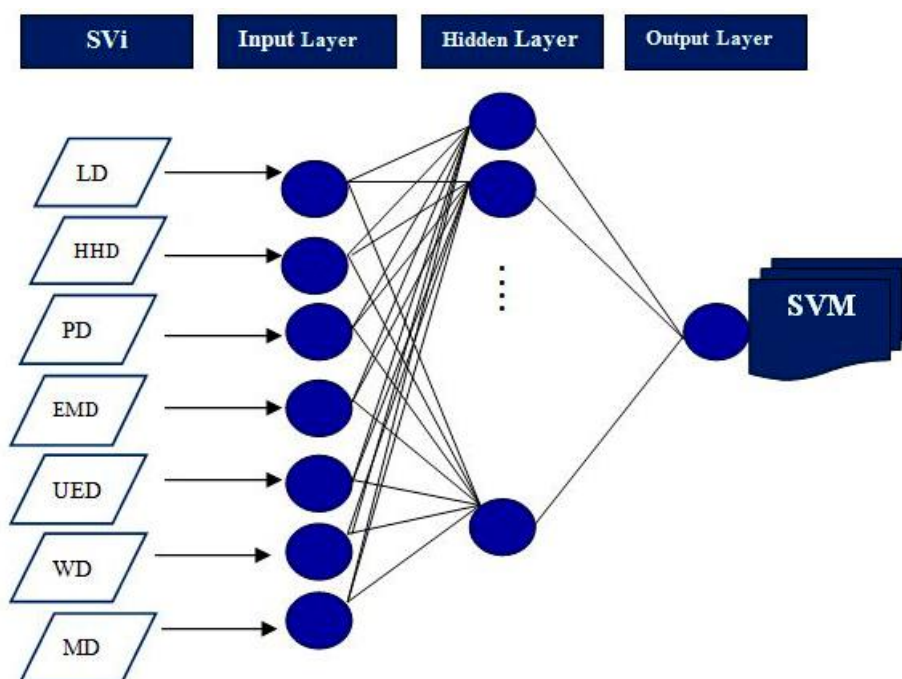 SVi
Input Layer
Hidden Layer
Output Layer
LD
HHD
PD
EMD
UED
WD
MD
SVM